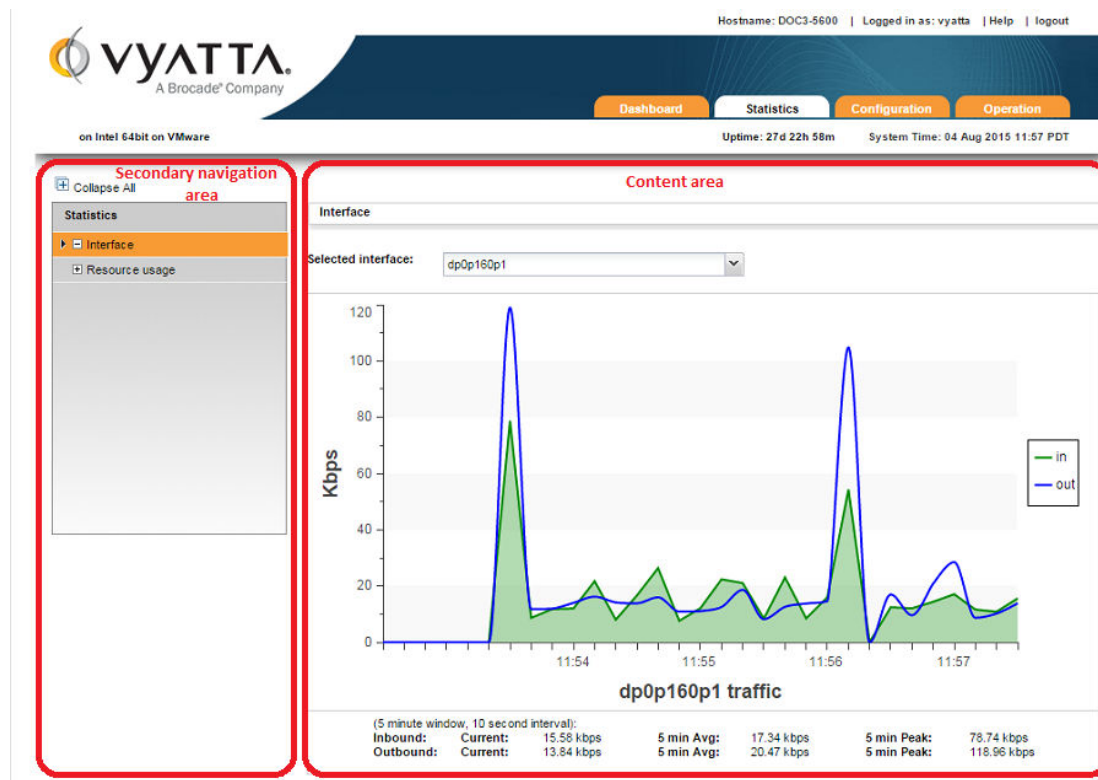 Hostname: DOC3-5600 | Logged in as: vyatta | Help | logout
VYATTA.
A Brocade® Company
Dashboard Statistics Configuration Operation
on Intel 64bit on VMware Uptime: 27d 22h 58m System Time: 04 Aug 2015 11:57 PDT
Secondary navigation
area
Collapse All
Statistics
Interface
Resource usage
Content area
Interface
Selected interface: dp0p160p1
120
100
80
60
40
20
0
Kbps
in
out
11:54 11:55 11:56 11:57
dp0p160p1 traffic
(5 minute window, 10 second interval):
Inbound: Current: 15.58 kbps 5 min Avg: 17.34 kbps 5 min Peak: 78.74 kbps
Outbound: Current: 13.84 kbps 5 min Avg: 20.47 kbps 5 min Peak: 118.96 kbps